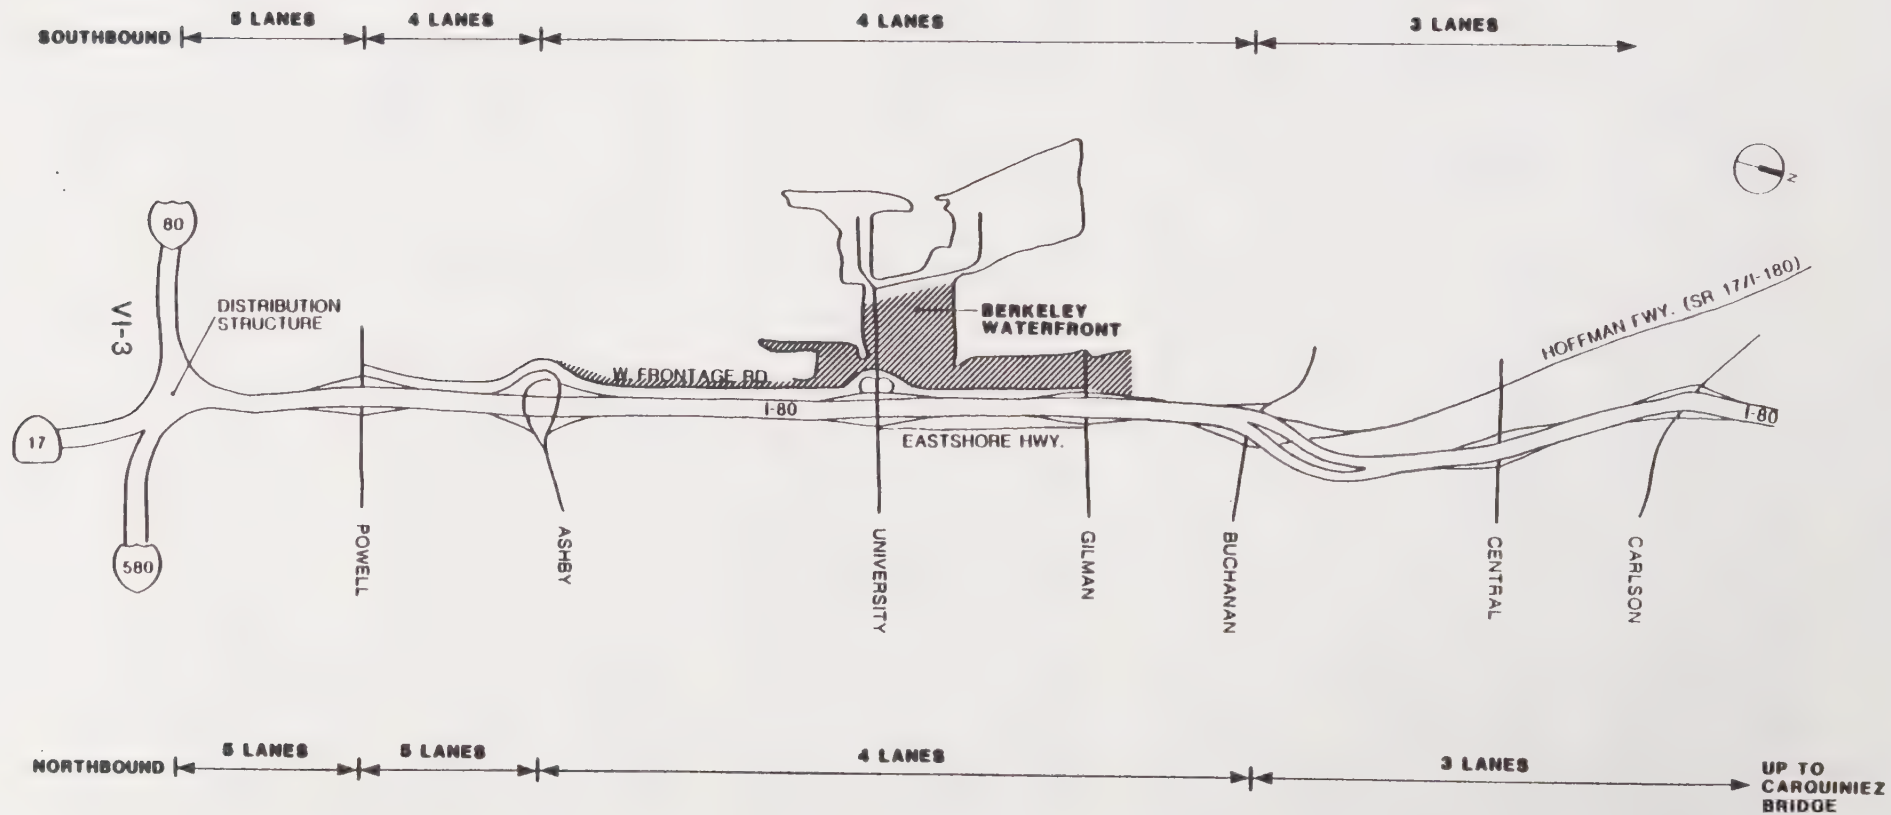 SOUTHBOUND
5 LANES
4 LANES
4 LANES
3 LANES
N
80
VI-3
DISTRIBUTION
STRUCTURE
17
580
W. FRONTAGE RD.
I-80
BERKELEY
WATERFRONT
EASTSHORE HWY.
HOFFMAN FWY. (SR 17/I-180)
I-80
POWELL
ASHBY
UNIVERSITY
GILMAN
BUCHANAN
CENTRAL
CARLSON
NORTHBOUND
5 LANES
5 LANES
4 LANES
3 LANES
UP TO
CARQUINIEZ
BRIDGE